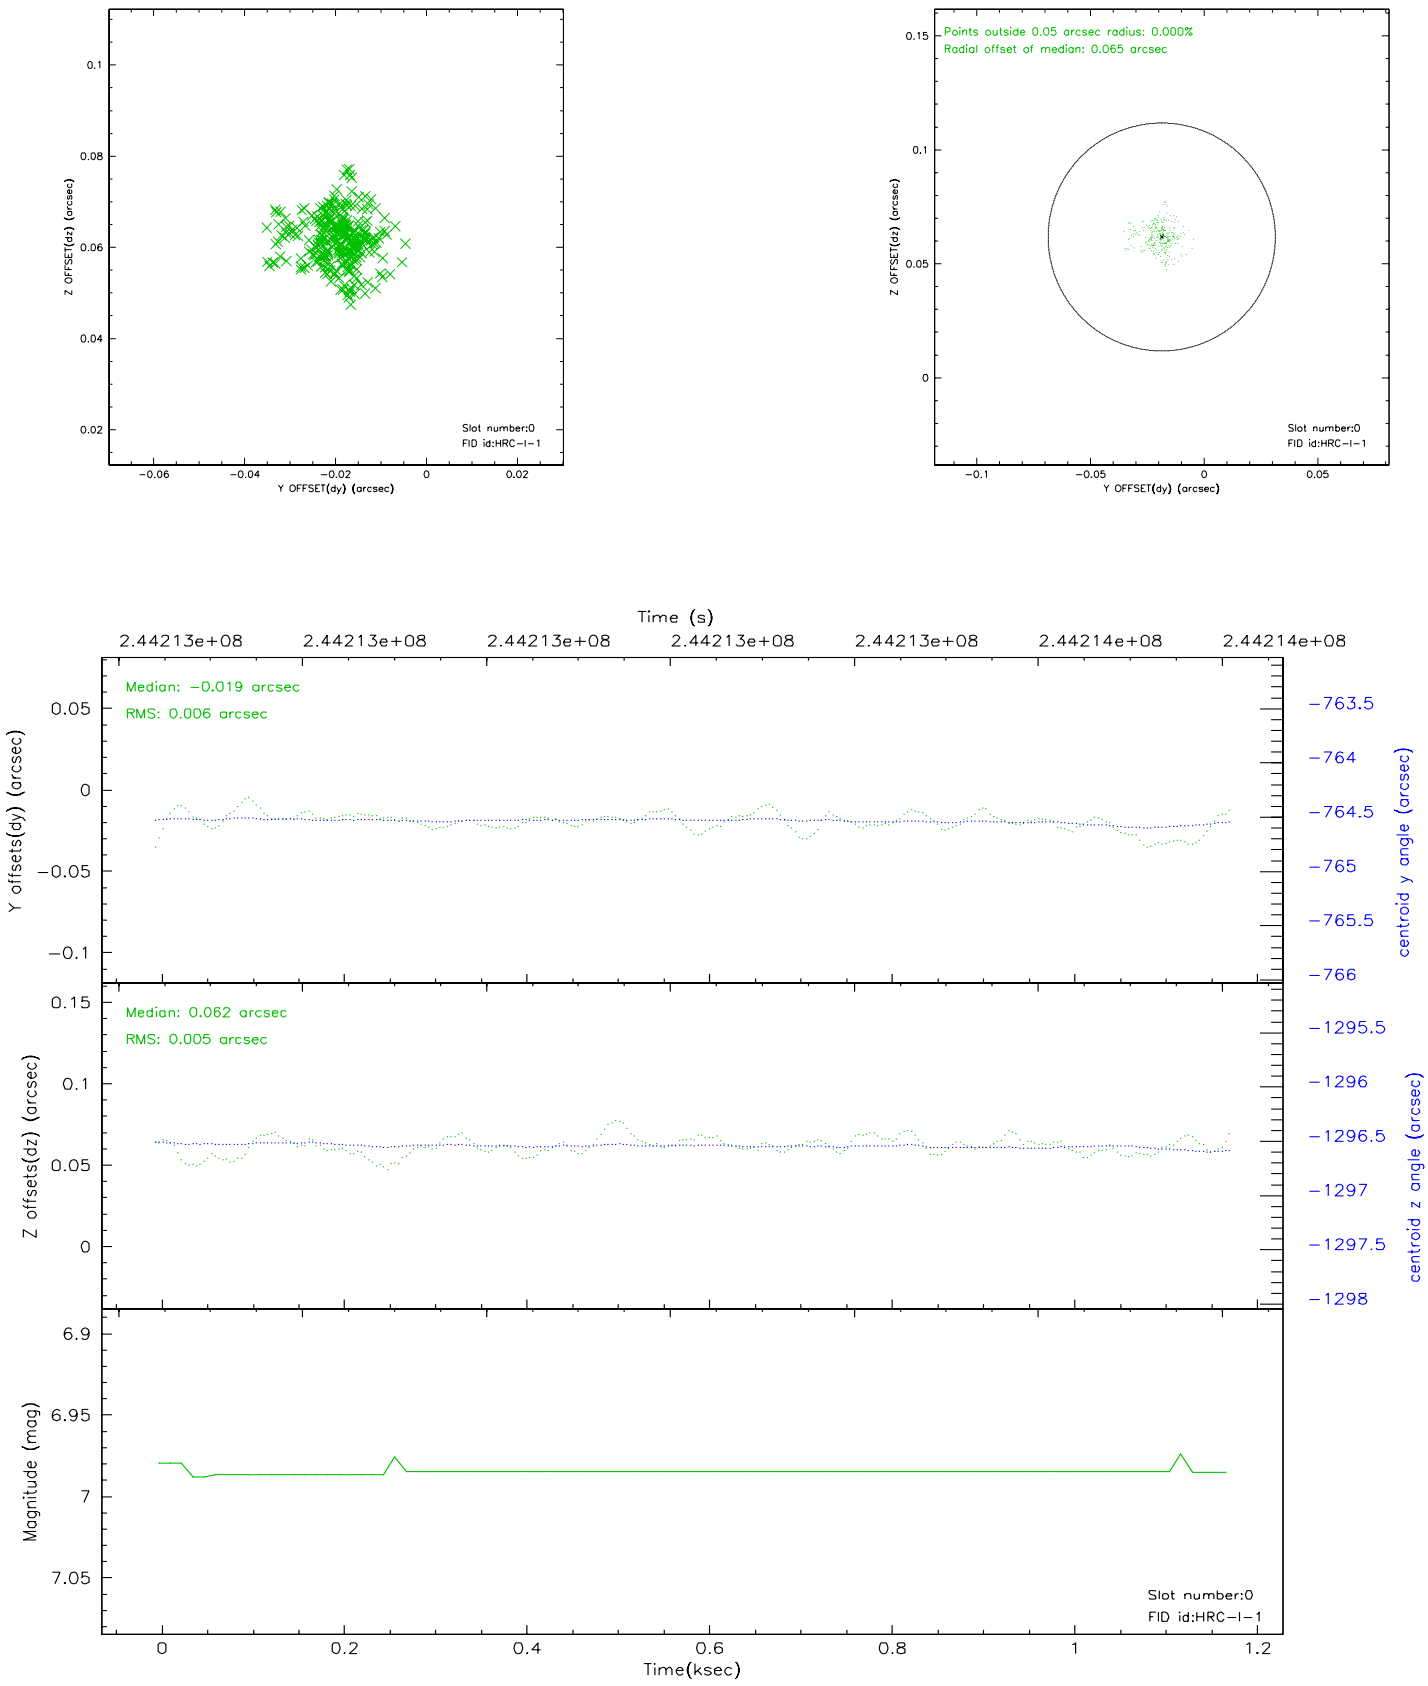 0.1
0.08
0.06
0.04
0.02
Z OFFSET(dz) (arcsec)
Slot number:0
FID id:HRC-I-1
-0.06 -0.04 -0.02 0 0.02
Y OFFSET(dy) (arcsec)
Points outside 0.05 arcsec radius: 0.000%
Radial offset of median: 0.065 arcsec
0.15
0.1
0.05
0
Z OFFSET(dz) (arcsec)
Slot number:0
FID id:HRC-I-1
-0.1 -0.05 0 0.05
Y OFFSET(dy) (arcsec)
Time (s)
2.44213e+08 2.44213e+08 2.44213e+08 2.44213e+08 2.44213e+08 2.44214e+08 2.44214e+08
Median: -0.019 arcsec
RMS: 0.006 arcsec
0.05
0
-0.05
-0.1
Y offsets(dy) (arcsec)
-763.5
-764
-764.5
-765
-765.5
-766
centroid y angle (arcsec)
Median: 0.062 arcsec
RMS: 0.005 arcsec
0.15
0.1
0.05
0
Z offsets(dz) (arcsec)
-1295.5
-1296
-1296.5
-1297
-1297.5
-1298
centroid z angle (arcsec)
6.9
6.95
7
7.05
Magnitude (mag)
Slot number:0
FID id:HRC-I-1
0 0.2 0.4 0.6 0.8 1 1.2
Time(ksec)